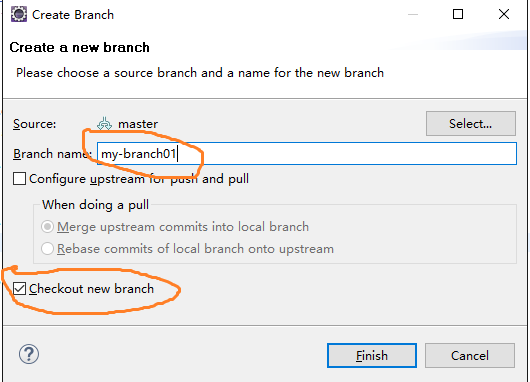 Create Branch
Create a new branch
Please choose a source branch and a name for the new branch
Source: master Select...
Branch name: my-branch01
Configure upstream for push and pull
When doing a pull
Merge upstream commits into local branch
Rebase commits of local branch onto upstream
Checkout new branch
? Finish Cancel